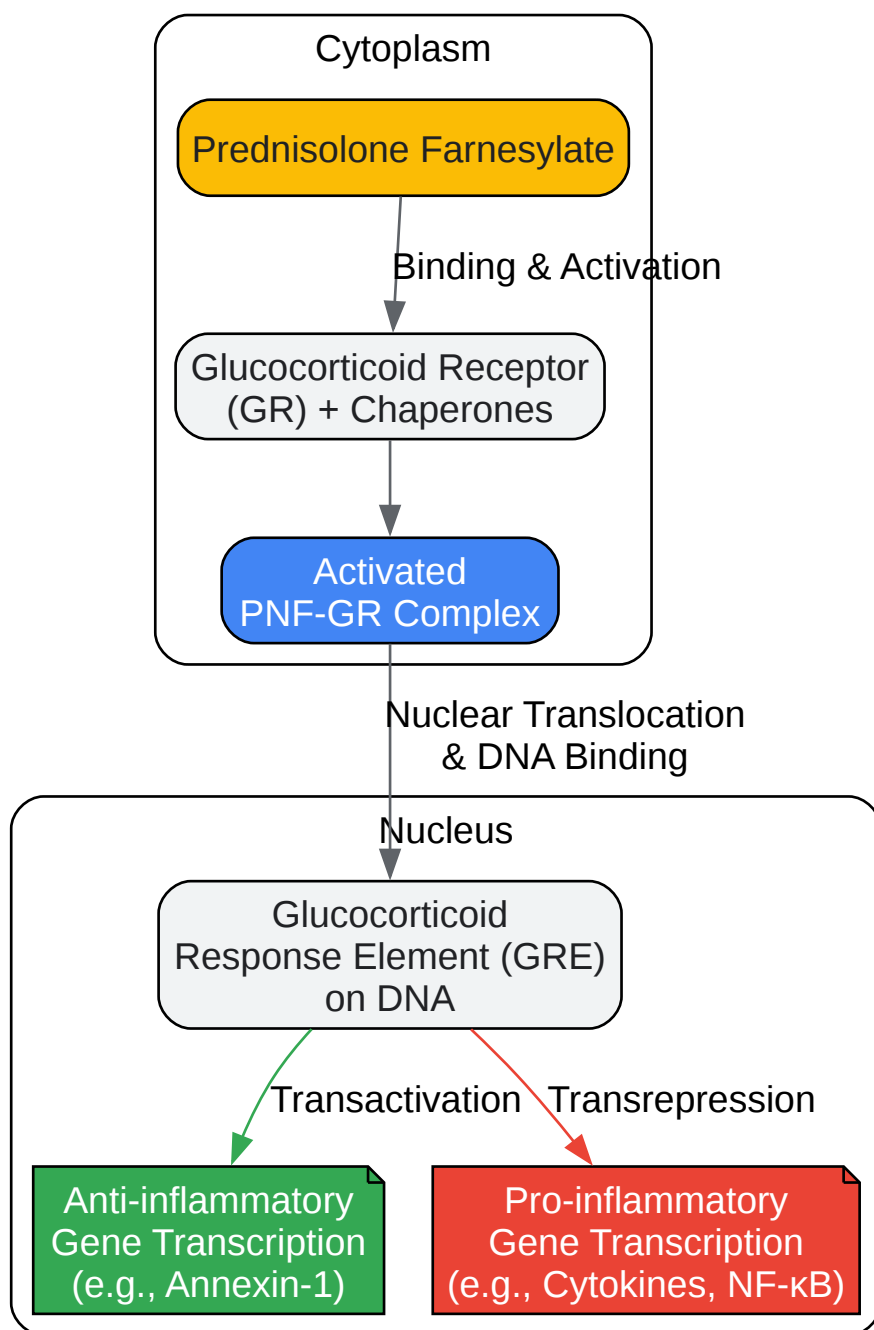 Cytoplasm
Prednisolone Farnesylate
Binding & Activation
Glucocorticoid Receptor
(GR) + Chaperones
Activated
PNF-GR Complex
Nuclear Translocation
& DNA Binding
Nucleus
Glucocorticoid
Response Element (GRE)
on DNA
Transactivation
Transrepression
Anti-inflammatory
Gene Transcription
(e.g., Annexin-1)
Pro-inflammatory
Gene Transcription
(e.g., Cytokines, NF-κB)